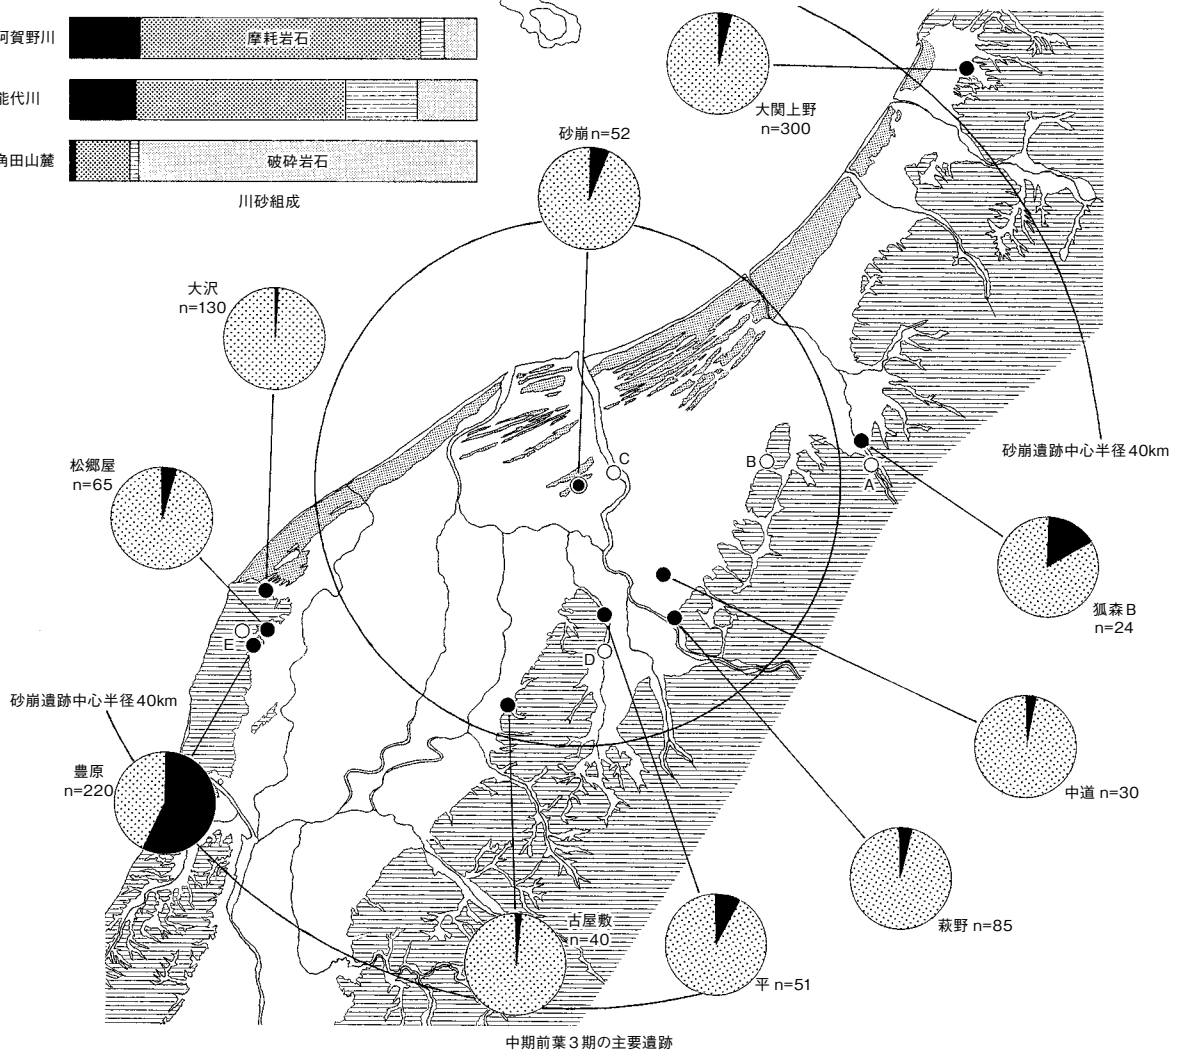 阿賀野川
摩耗岩石
能代川
角田山麓
破砕岩石
川砂組成
大関上野
n=300
砂崩 n=52
大沢
n=130
松郷屋
n=65
C
B
A
砂崩遺跡中心半径40km
狐森B
n=24
E
D
砂崩遺跡中心半径40km
豊原
n=220
中道 n=30
古屋敷
n=40
萩野 n=85
平 n=51
中期前葉3期の主要遺跡